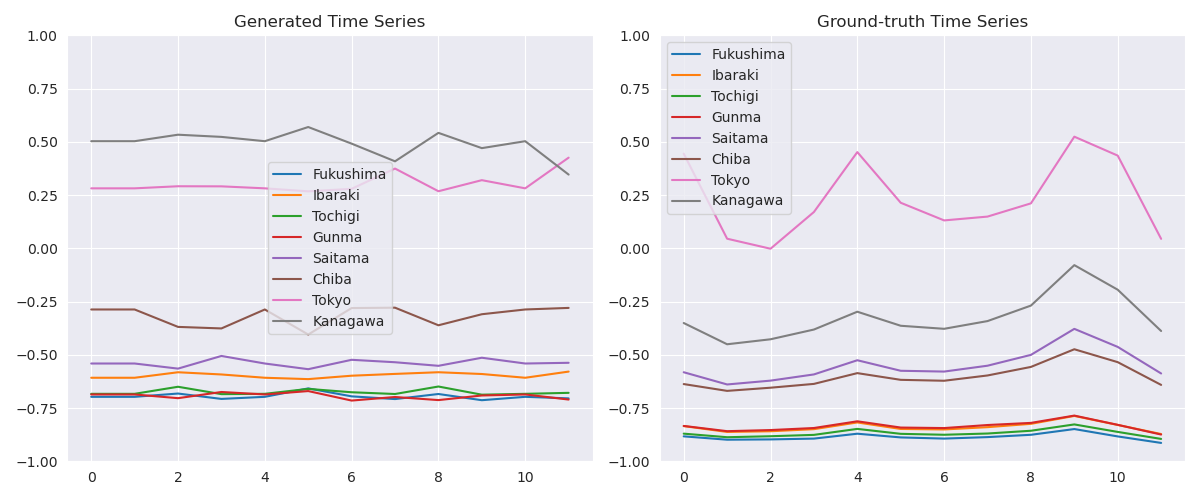 Generated Time Series
1.00
0.75
0.50
0.25
0.00
−0.25
−0.50
−0.75
−1.00
0 2 4 6 8 10
Fukushima
Ibaraki
Tochigi
Gunma
Saitama
Chiba
Tokyo
Kanagawa
Ground-truth Time Series
1.00
0.75
0.50
0.25
0.00
−0.25
−0.50
−0.75
−1.00
0 2 4 6 8 10
Fukushima
Ibaraki
Tochigi
Gunma
Saitama
Chiba
Tokyo
Kanagawa